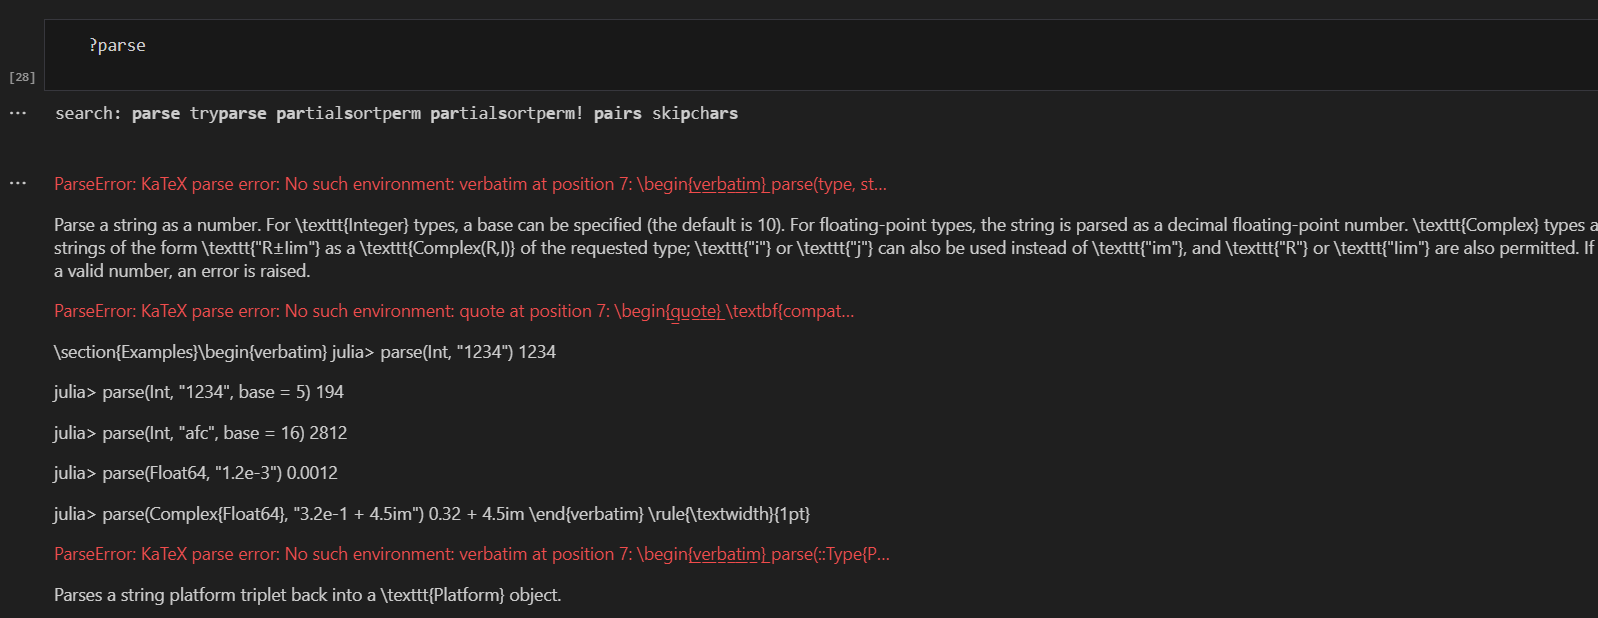 ?parse
[28]
... search: parse tryparse partialsortperm partialsortperm! pairs skipchars
... ParseError: KaTeX parse error: No such environment: verbatim at position 7: \begin{verbatim} parse(type, st...
Parse a string as a number. For \texttt{Integer} types, a base can be specified (the default is 10). For floating-point types, the string is parsed as a decimal floating-point number. \texttt{Complex} types a
strings of the form \texttt{"R±Iim"} as a \texttt{Complex(R,I)} of the requested type; \texttt{"i"} or \texttt{"j"} can also be used instead of \texttt{"im"}, and \texttt{"R"} or \texttt{"Iim"} are also permitted. If
a valid number, an error is raised.
ParseError: KaTeX parse error: No such environment: quote at position 7: \begin{quote} \textbf{compat...
\section{Examples}\begin{verbatim} julia> parse(Int, "1234") 1234
julia> parse(Int, "1234", base = 5) 194
julia> parse(Int, "afc", base = 16) 2812
julia> parse(Float64, "1.2e-3") 0.0012
julia> parse(Complex{Float64}, "3.2e-1 + 4.5im") 0.32 + 4.5im \end{verbatim} \rule{\textwidth}{1pt}
ParseError: KaTeX parse error: No such environment: verbatim at position 7: \begin{verbatim} parse(::Type{P...
Parses a string platform triplet back into a \texttt{Platform} object.